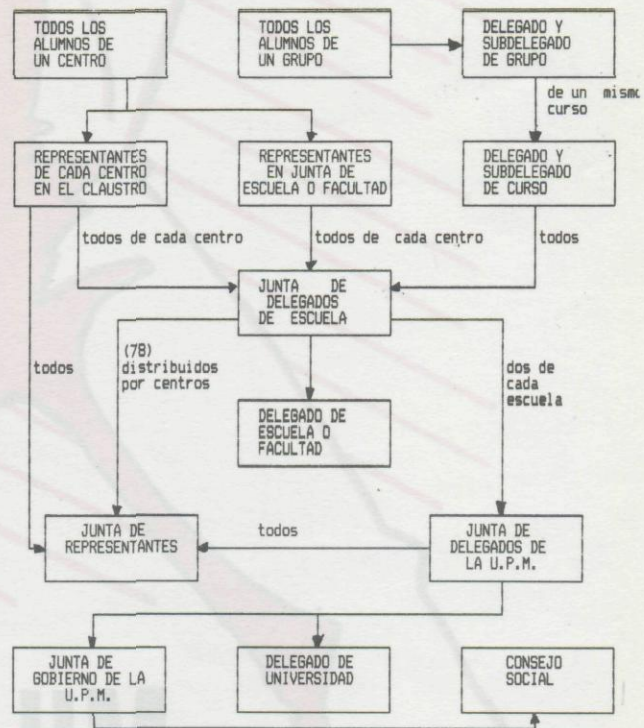 TODOS LOS
ALUMNOS DE
UN CENTRO
TODOS LOS
ALUMNOS DE
UN GRUPO
DELEGADO Y
SUBDELEGADO
DE GRUPO
de un mismo
curso
REPRESENTANTES
DE CADA CENTRO
EN EL CLAUSTRO
REPRESENTANTES
EN JUNTA DE
ESCUELA O FACULTAD
DELEGADO Y
SUBDELEGADO
DE CURSO
todos de cada centro
todos de cada centro
todos
JUNTA DE
DELEGADOS
DE ESCUELA
todos
(78)
distribuidos
por centros
dos de
cada
escuela
DELEGADO DE
ESCUELA O
FACULTAD
JUNTA DE
REPRESENTANTES
todos
JUNTA DE
DELEGADOS DE
LA U.P.M.
JUNTA DE
GOBIERNO DE LA
U.P.M.
DELEGADO DE
UNIVERSIDAD
CONSEJO
SOCIAL